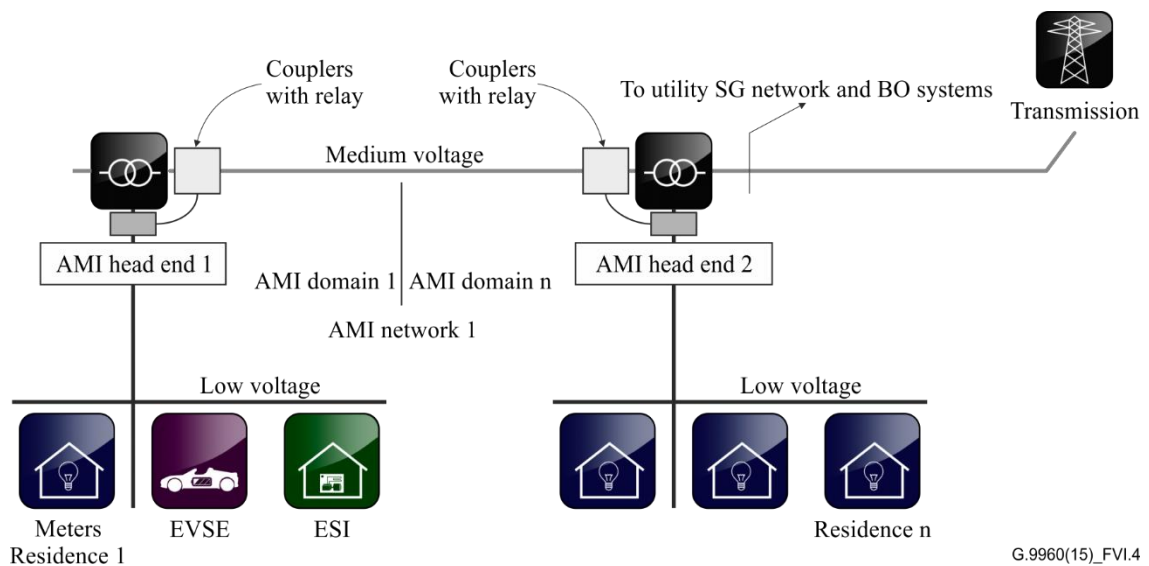 Couplers
with relay
Couplers
with relay
To utility SG network and BO systems
Transmission
Medium voltage
AMI head end 1
AMI domain 1
AMI domain n
AMI head end 2
AMI network 1
Low voltage
Low voltage
Meters
Residence 1
EVSE
ESI
Residence n
G.9960(15)_FVI.4